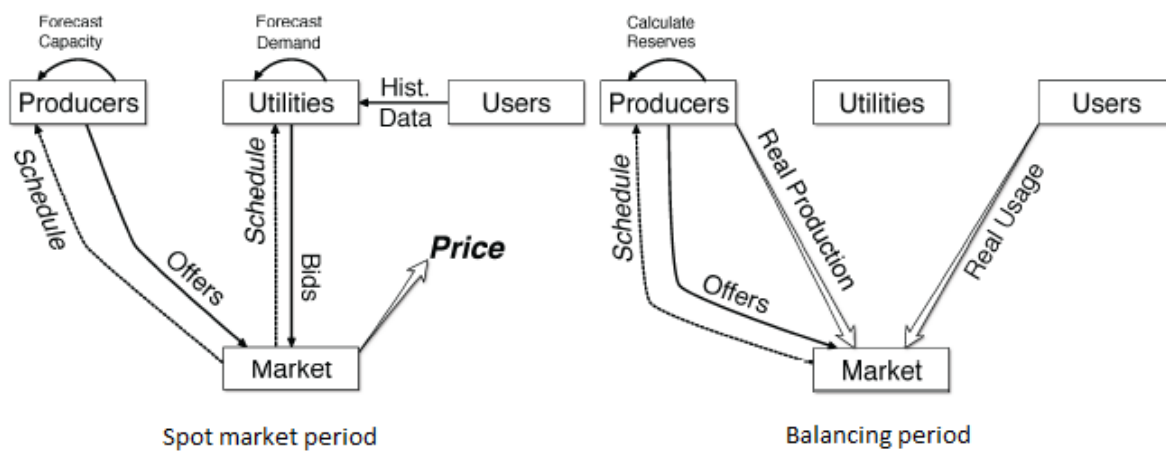 Forecast
Capacity
Forecast
Demand
Producers
Utilities
Hist.
Data
Users
Schedule
Offers
Schedule
Bids
Price
Market
Spot market period
Calculate
Reserves
Producers
Utilities
Users
Schedule
Offers
Real Production
Real Usage
Market
Balancing period